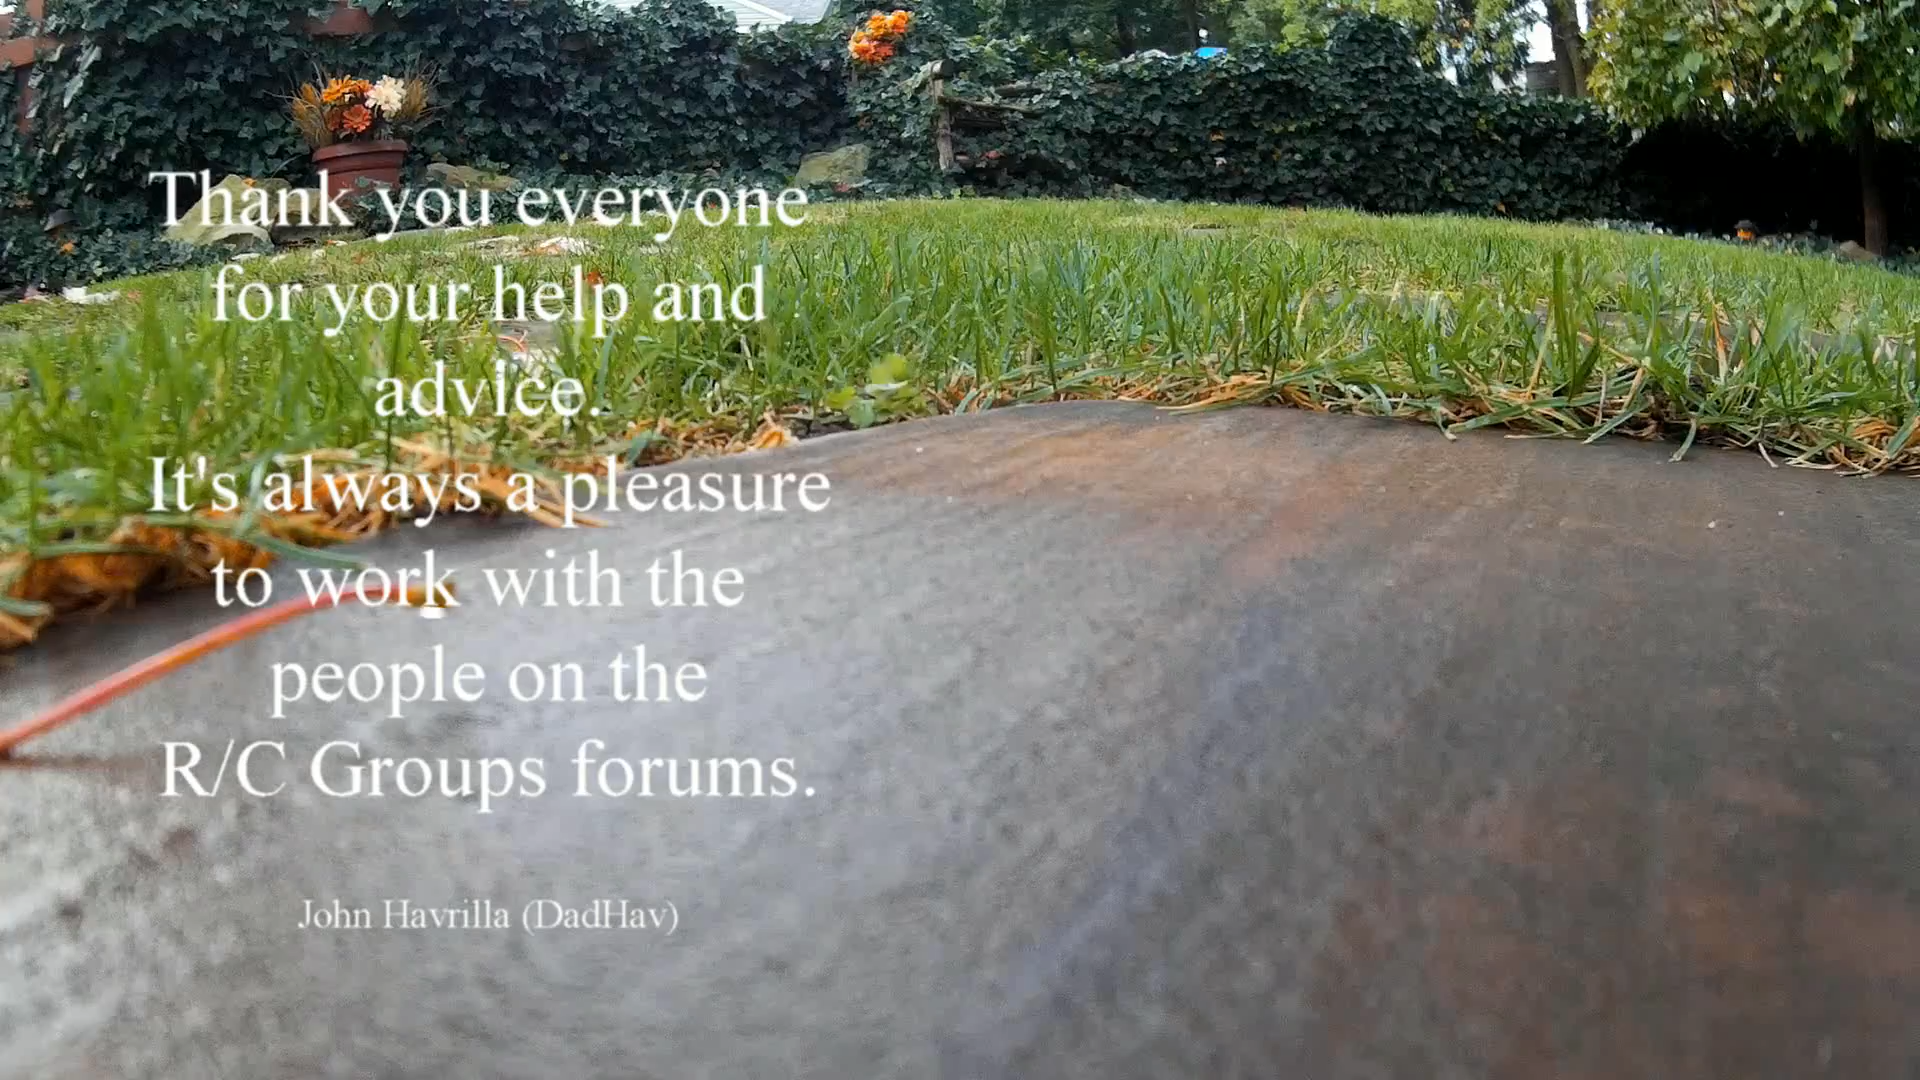 Thank you everyone
for your help and
advice.
It's always a pleasure
to work with the
people on the
R/C Groups forums.
John Havrilla (DadHav)